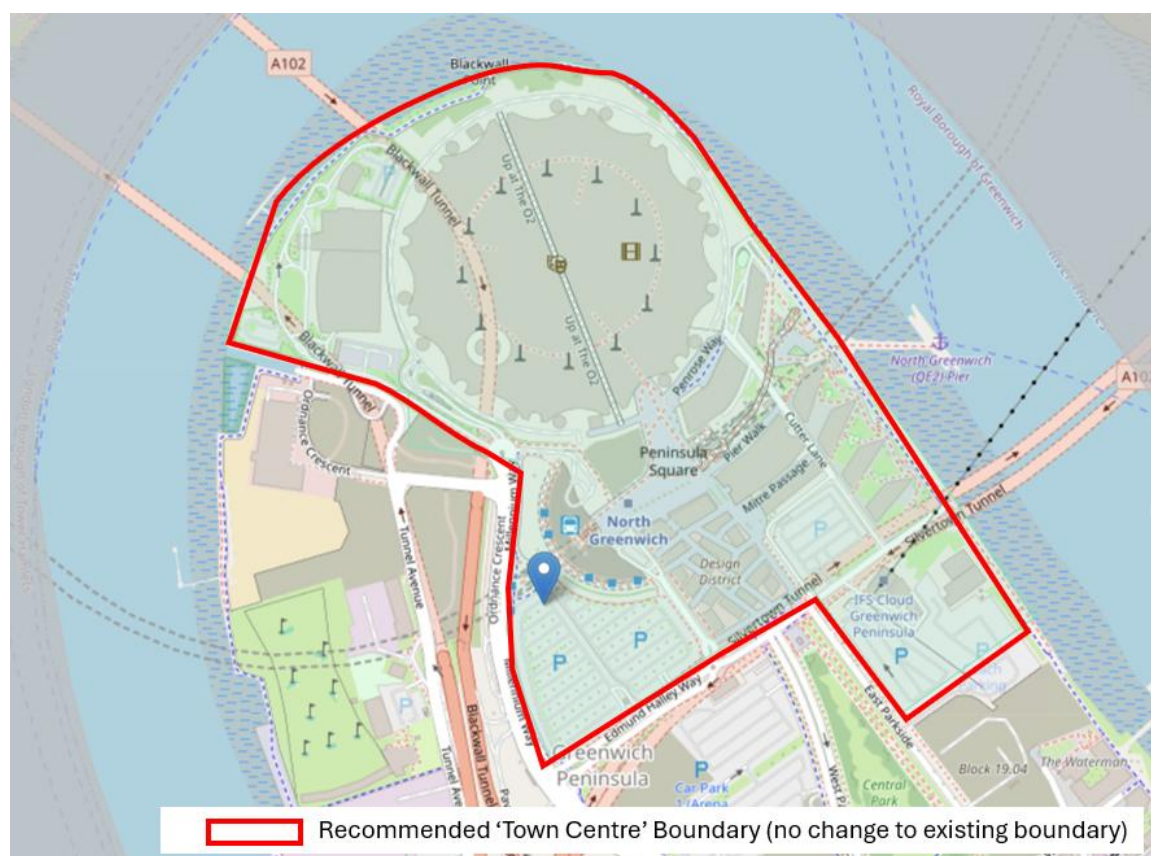 A102
Blackwall
Point
Royal Borough of Greenwich
Blackwall Tunnel
P
Up at The O2
Up at The O2
North Greenwich
(QE2) Pier
Penrose Way
Blackwall Tunnel
Ordnance Crescent
Cutter Lane
Peninsula
Square
Pier Walk
Mitre Passage
Millennium Way
North
Greenwich
P
Silvertown Tunnel
Design
District
Tunnel Avenue
Ordnance Crescent
Silvertown Tunnel
IFS Cloud
Greenwich
Peninsula
P
P
P
P
P
Millennium Way
Edmund Halley Way
East Parkside
Blackwall Tunnel
Greenwich
Peninsula
P
Car Park
Block 19.04
The Waterman
Central
Park
Recommended ‘Town Centre’ Boundary (no change to existing boundary)